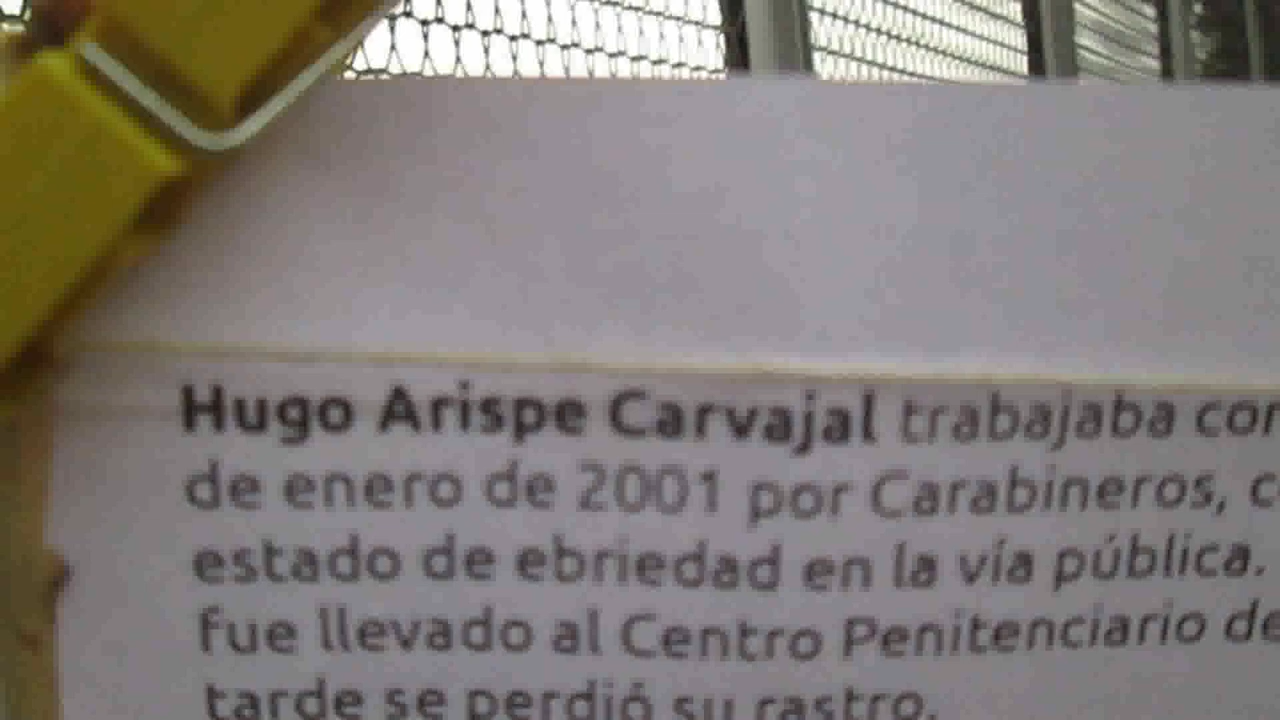 Hugo Arispe Carvajal trabajaba
de enero de 2001 por Carabineros,
estado de ebriedad en la vía pública.
fue llevado al Centro Penitenciario de
tarde se perdió su rastro.